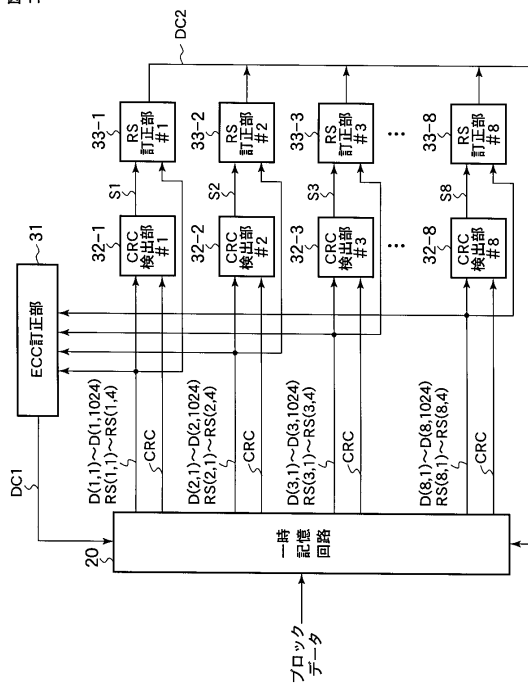 DC2
33-1
RS
訂正部
#1
33-2
RS
訂正部
#2
33-3
RS
訂正部
#3
…
33-8
RS
訂正部
#8
S1
S2
S3
S8
31
ECC訂正部
32-1
CRC
検出部
#1
32-2
CRC
検出部
#2
32-3
CRC
検出部
#3
…
32-8
CRC
検出部
#8
DC1
D(1,1)~D(1,1024)
RS(1,1)~RS(1,4)
CRC
D(2,1)~D(2,1024)
RS(2,1)~RS(2,4)
CRC
D(3,1)~D(3,1024)
RS(3,1)~RS(3,4)
CRC
D(8,1)~D(8,1024)
RS(8,1)~RS(8,4)
CRC
20
一時
記憶
回路
ブロック
データ